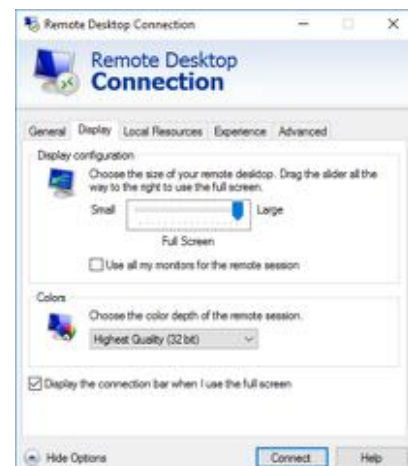 Remote Desktop Connection
Remote Desktop
Connection
General Display Local Resources Experience Advanced
Display configuration
Choose the size of your remote desktop. Drag the slider all the
way to the right to use the full screen.
Small Large
Full Screen
Use all my monitors for the remote session
Colors
Choose the color depth of the remote session.
Highest Quality (32 bit)
Display the connection bar when I use the full screen
Hide Options Connect Help